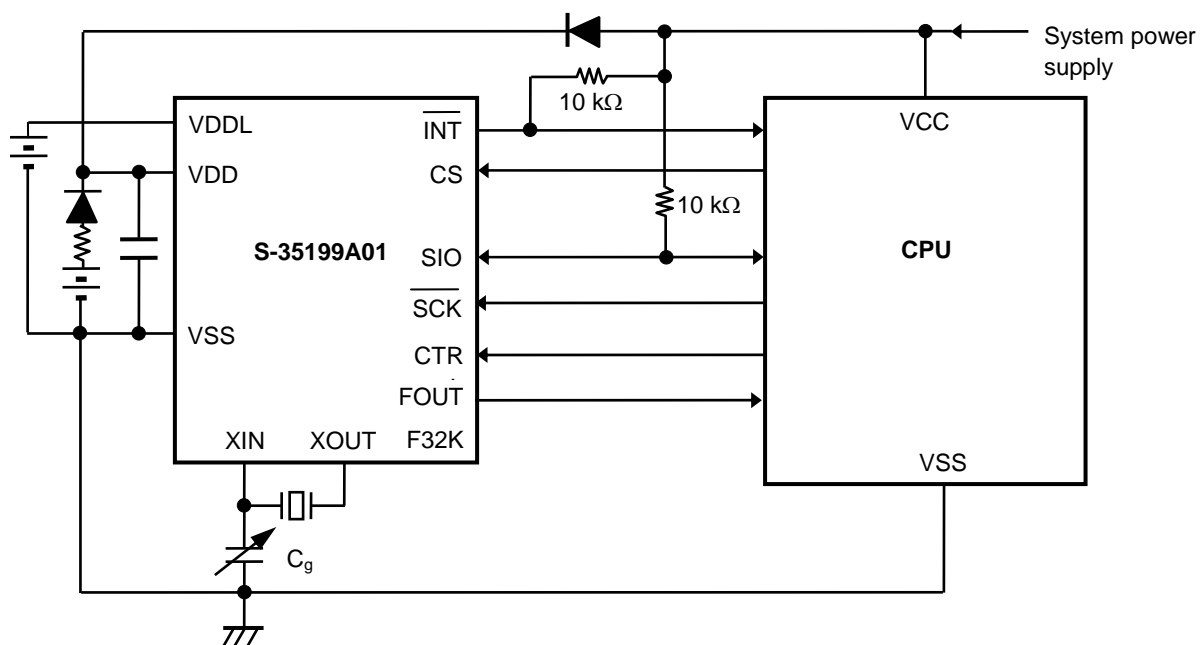 System power
supply
10 kΩ
VDDL
INT
VCC
VDD
CS
10 kΩ
S-35199A01
SIO
CPU
SCK
VSS
CTR
FOUT
XIN
XOUT
F32K
VSS
Cg